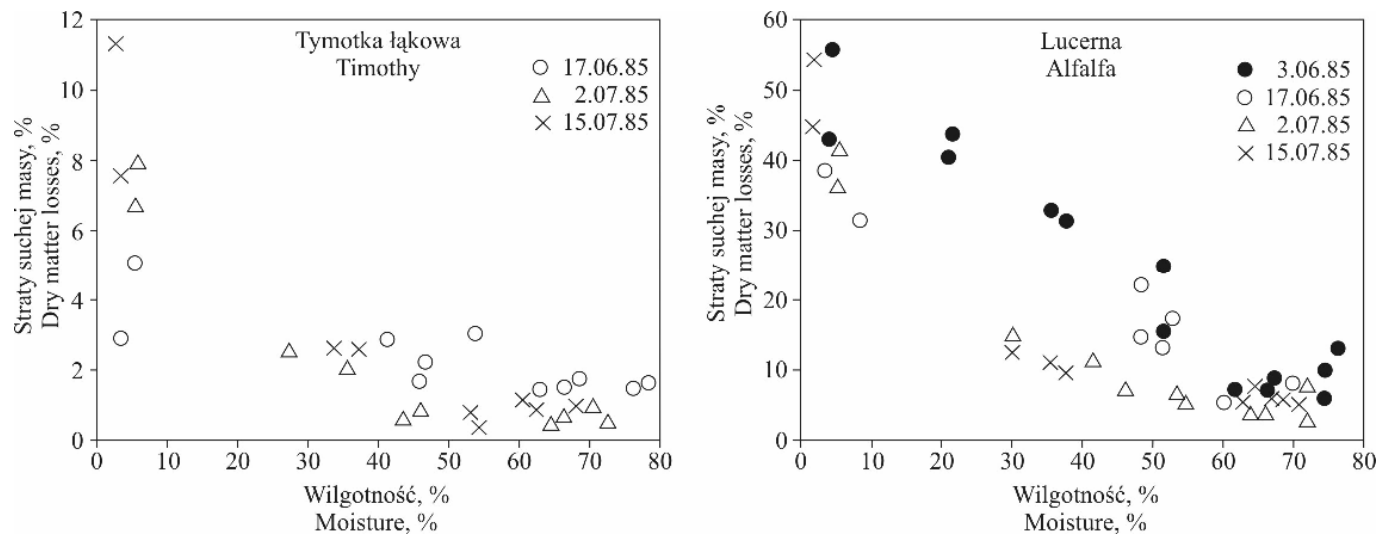 Tymotka łąkowa
Timothy
17.06.85
2.07.85
15.07.85
Straty suchej masy, %
Dry matter losses, %
12
10
8
6
4
2
0
0 10 20 30 40 50 60 70 80
Wilgotność, %
Moisture, %
Lucerna
Alfalfa
3.06.85
17.06.85
2.07.85
15.07.85
Straty suchej masy, %
Dry matter losses, %
60
50
40
30
20
10
0
0 10 20 30 40 50 60 70 80
Wilgotność, %
Moisture, %